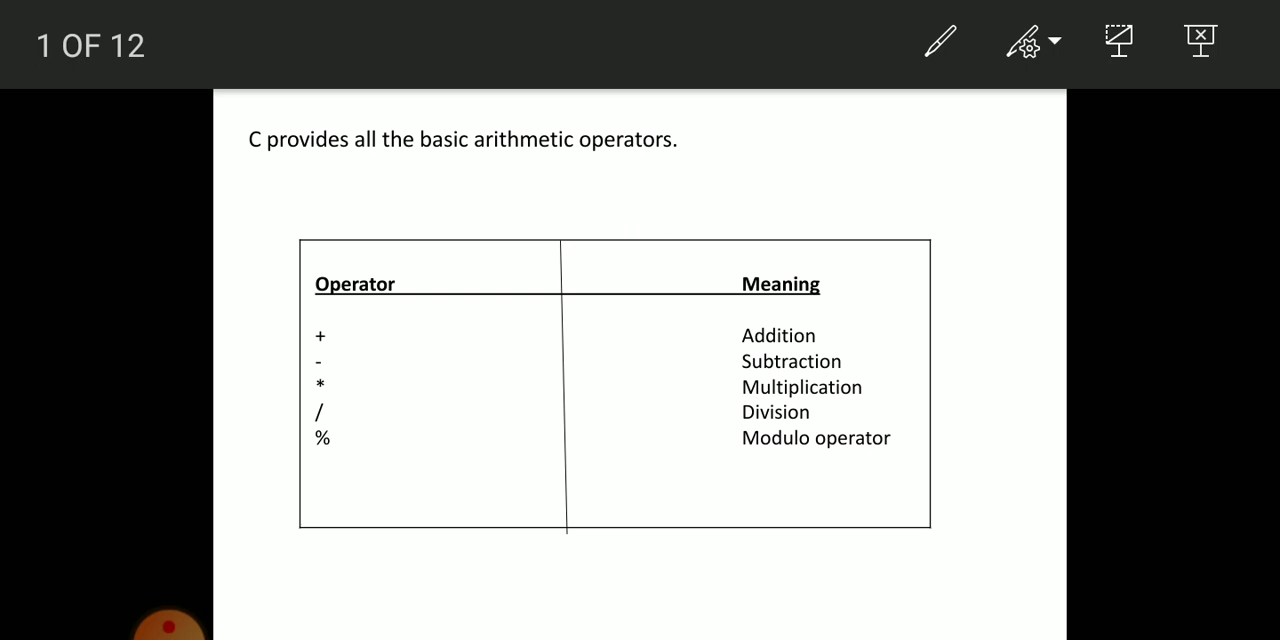 1 OF 12
C provides all the basic arithmetic operators.
Operator Meaning
+ Addition
- Subtraction
* Multiplication
/ Division
% Modulo operator